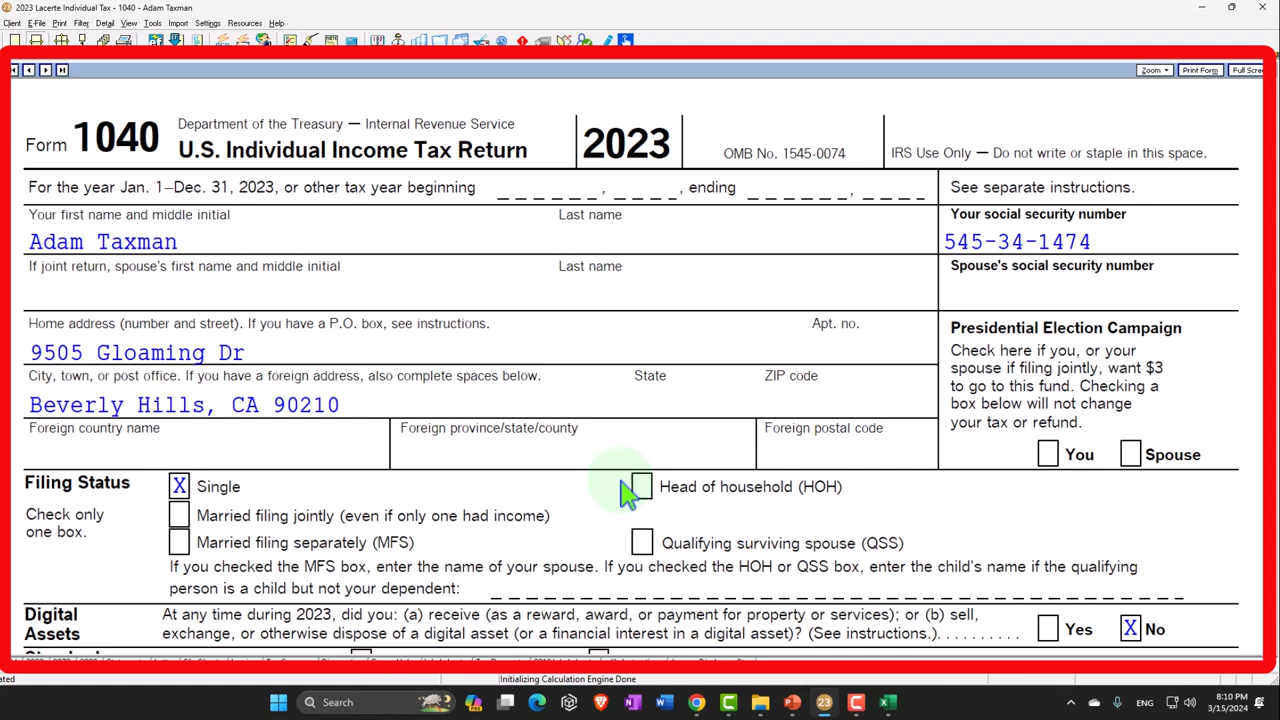 2023 Lacerte Individual Tax - 1040 - Adam Taxman
Client E-File Print Filter Detail View Tools Import Settings Resources Help
Zoom Print Form Full Scre
Form 1040 Department of the Treasury — Internal Revenue Service
U.S. Individual Income Tax Return 2023 OMB No. 1545-0074 IRS Use Only — Do not write or staple in this space.
For the year Jan. 1–Dec. 31, 2023, or other tax year beginning , , ending , See separate instructions.
Your first name and middle initial Last name Your social security number
Adam Taxman 545-34-1474
If joint return, spouse's first name and middle initial Last name Spouse's social security number
Home address (number and street). If you have a P.O. box, see instructions. Apt. no.
9505 Gloaming Dr
City, town, or post office. If you have a foreign address, also complete spaces below. State ZIP code
Beverly Hills, CA 90210
Foreign country name Foreign province/state/county Foreign postal code
Presidential Election Campaign
Check here if you, or your
spouse if filing jointly, want $3
to go to this fund. Checking a
box below will not change
your tax or refund.
You Spouse
Filing Status X Single Head of household (HOH)
Check only Married filing jointly (even if only one had income)
one box. Married filing separately (MFS) Qualifying surviving spouse (QSS)
If you checked the MFS box, enter the name of your spouse. If you checked the HOH or QSS box, enter the child's name if the qualifying
person is a child but not your dependent:
Digital At any time during 2023, did you: (a) receive (as a reward, award, or payment for property or services); or (b) sell,
Assets exchange, or otherwise dispose of a digital asset (or a financial interest in a digital asset)? (See instructions.). . . . . . . . . . Yes X No
ated Initializing Calculation Engine Done
Search
23
ENG
8:10 PM
3/15/2024